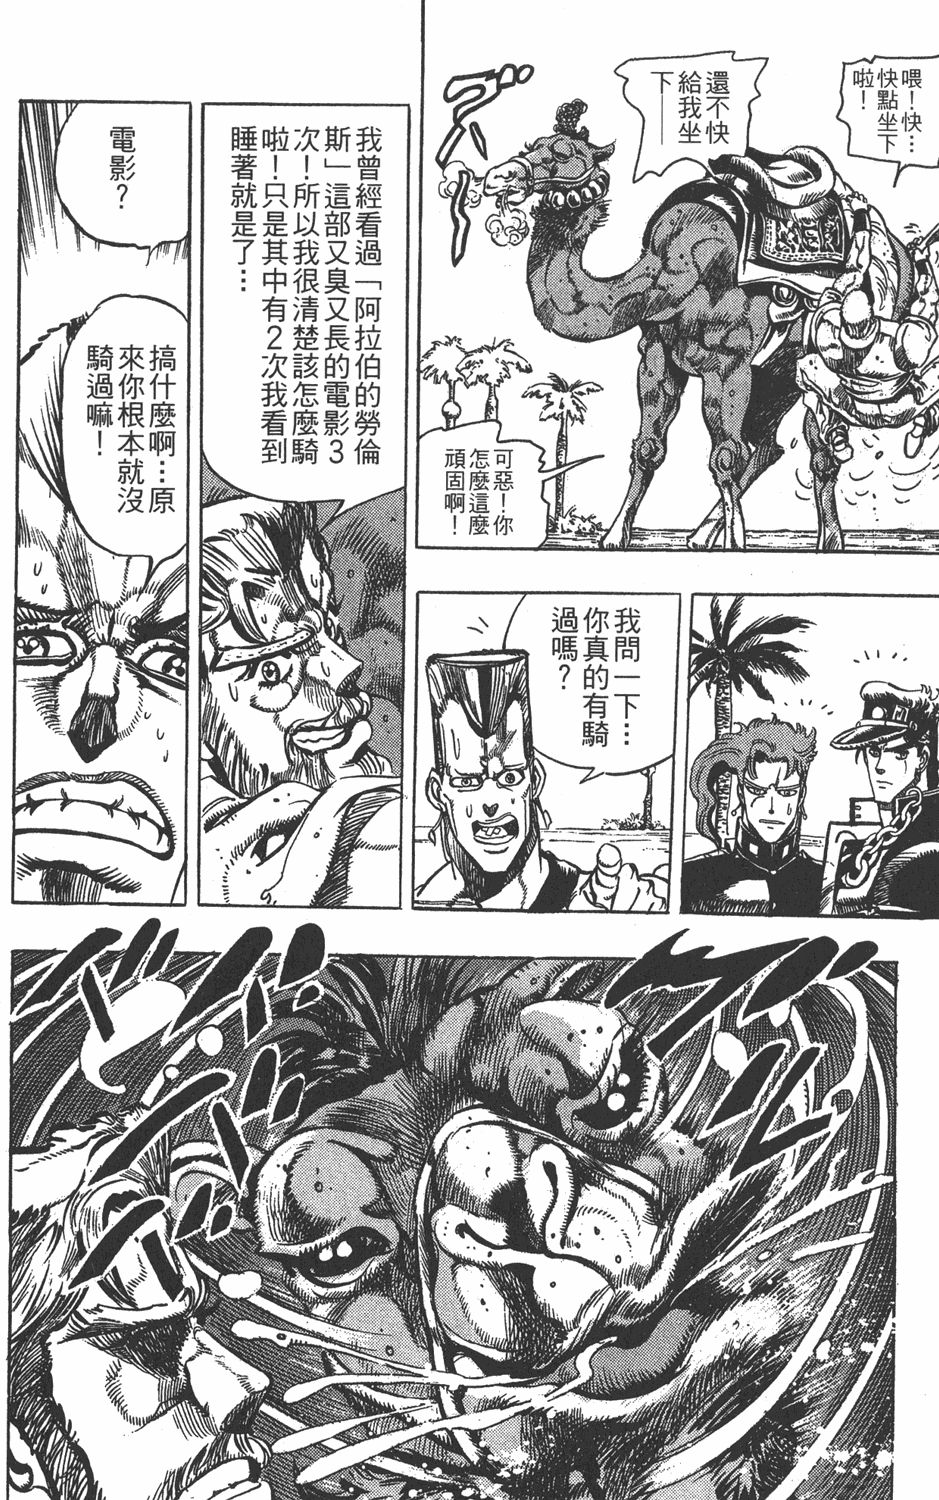 喂！快…
快點坐下
啦！
還不快
給我坐
下──
可惡！你
怎麼這麼
頑固啊！
我問一下…
你真的有騎
過嗎？
我曾經看過「阿拉伯的勞倫
斯」這部又臭又長的電影３
次！所以我很清楚該怎麼騎
啦！只是其中有２次我看到
睡著就是了…
電影？
搞什麼啊…原
來你根本就沒
騎過嘛！